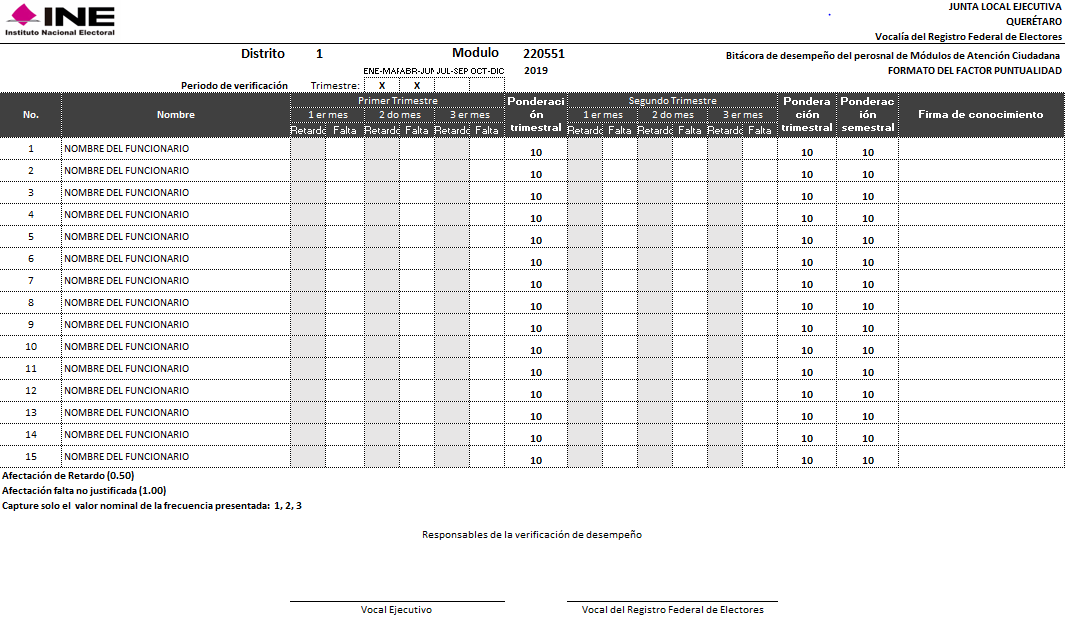 INE
Instituto Nacional Electoral
JUNTA LOCAL EJECUTIVA
QUERÉTARO
Vocalía del Registro Federal de Electores
Distrito 1 Modulo 220551
Bitácora de desempeño del perosnal de Módulos de Atención Ciudadana
ENE-MAR ABR-JUN JUL-SEP OCT-DIC 2019
FORMATO DEL FACTOR PUNTUALIDAD
Periodo de verificación Trimestre: X X
No. Nombre Primer Trimestre Ponderación trimestral Segundo Trimestre Ponderación trimestral Ponderación semestral Firma de conocimiento
1 er mes 2 do mes 3 er mes 1 er mes 2 do mes 3 er mes
Retardo Falta Retardo Falta Retardo Falta Retardo Falta Retardo Falta Retardo Falta
1 NOMBRE DEL FUNCIONARIO 10 10 10
2 NOMBRE DEL FUNCIONARIO 10 10 10
3 NOMBRE DEL FUNCIONARIO 10 10 10
4 NOMBRE DEL FUNCIONARIO 10 10 10
5 NOMBRE DEL FUNCIONARIO 10 10 10
6 NOMBRE DEL FUNCIONARIO 10 10 10
7 NOMBRE DEL FUNCIONARIO 10 10 10
8 NOMBRE DEL FUNCIONARIO 10 10 10
9 NOMBRE DEL FUNCIONARIO 10 10 10
10 NOMBRE DEL FUNCIONARIO 10 10 10
11 NOMBRE DEL FUNCIONARIO 10 10 10
12 NOMBRE DEL FUNCIONARIO 10 10 10
13 NOMBRE DEL FUNCIONARIO 10 10 10
14 NOMBRE DEL FUNCIONARIO 10 10 10
15 NOMBRE DEL FUNCIONARIO 10 10 10
Afectación de Retardo (0.50)
Afectación falta no justificada (1.00)
Capture solo el valor nominal de la frecuencia presentada: 1, 2, 3
Responsables de la verificación de desempeño
Vocal Ejecutivo Vocal del Registro Federal de Electores